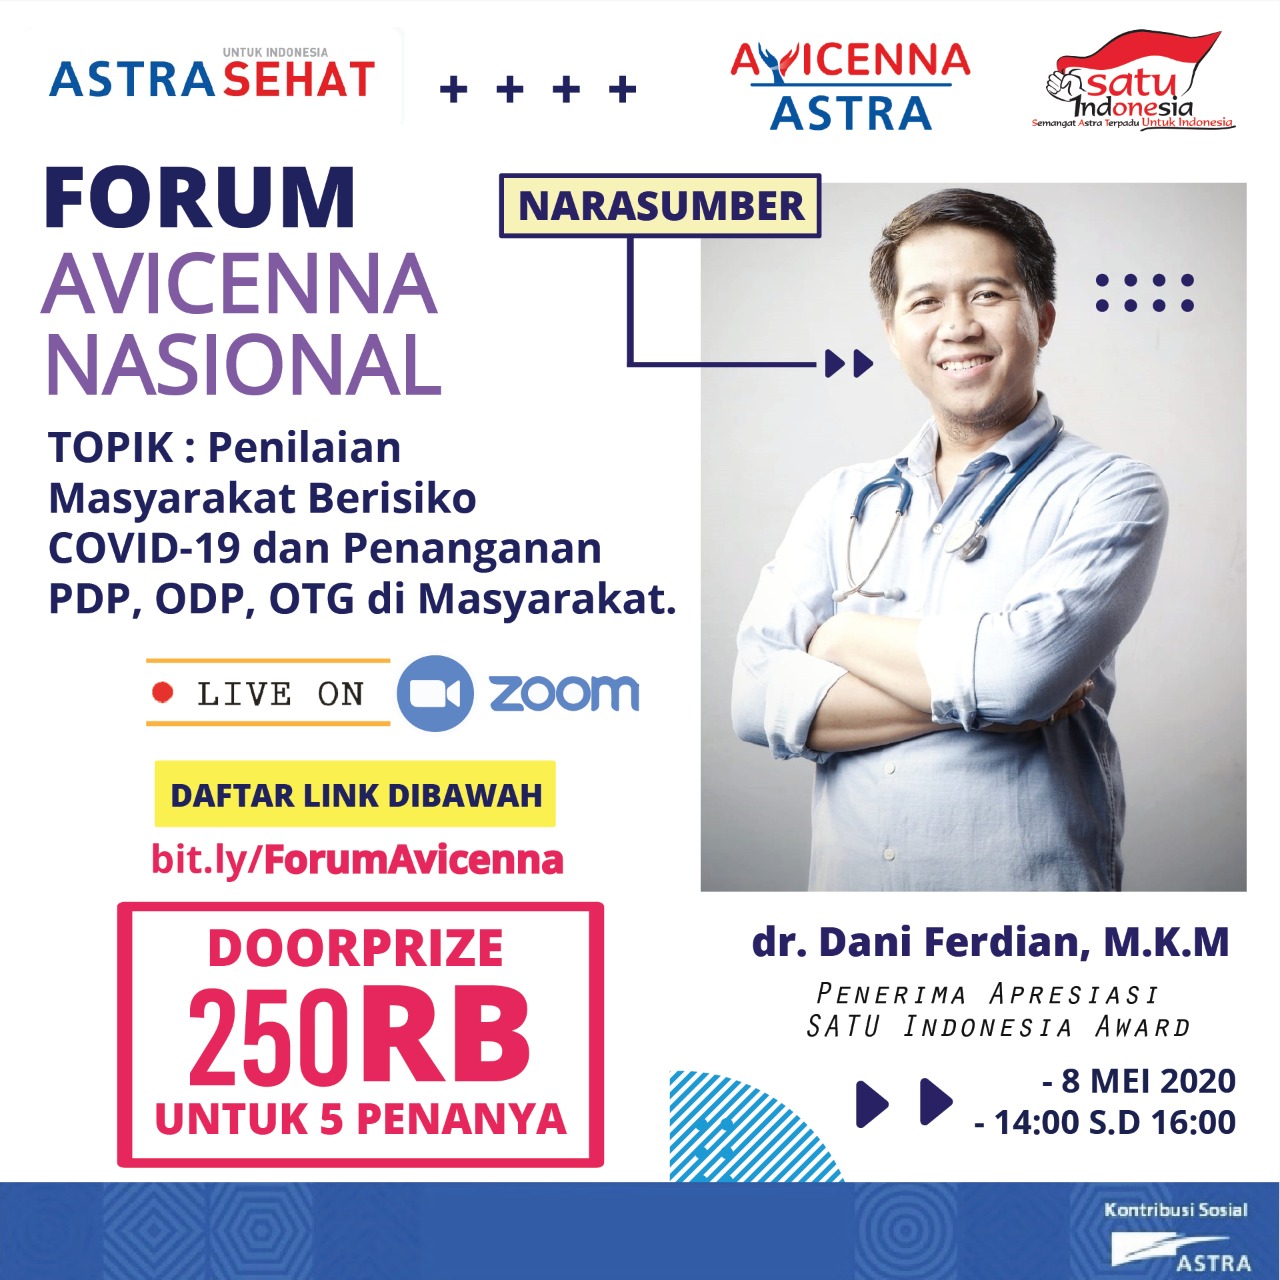 UNTUK INDONESIA
ASTRA SEHAT
AVICENNA
ASTRA
satu
Indonesia
Semangat Astra Terpadu Untuk Indonesia
FORUM
AVICENNA
NASIONAL
NARASUMBER
TOPIK : Penilaian
Masyarakat Berisiko
COVID-19 dan Penanganan
PDP, ODP, OTG di Masyarakat.
LIVE ON
zoom
DAFTAR LINK DIBAWAH
bit.ly/ForumAvicenna
DOORPRIZE
250RB
UNTUK 5 PENANYA
dr. Dani Ferdian, M.K.M
PENERIMA APRESIASI
SATU INDONESIA AWARD
- 8 MEI 2020
- 14:00 S.D 16:00
Kontribusi Sosial
ASTRA